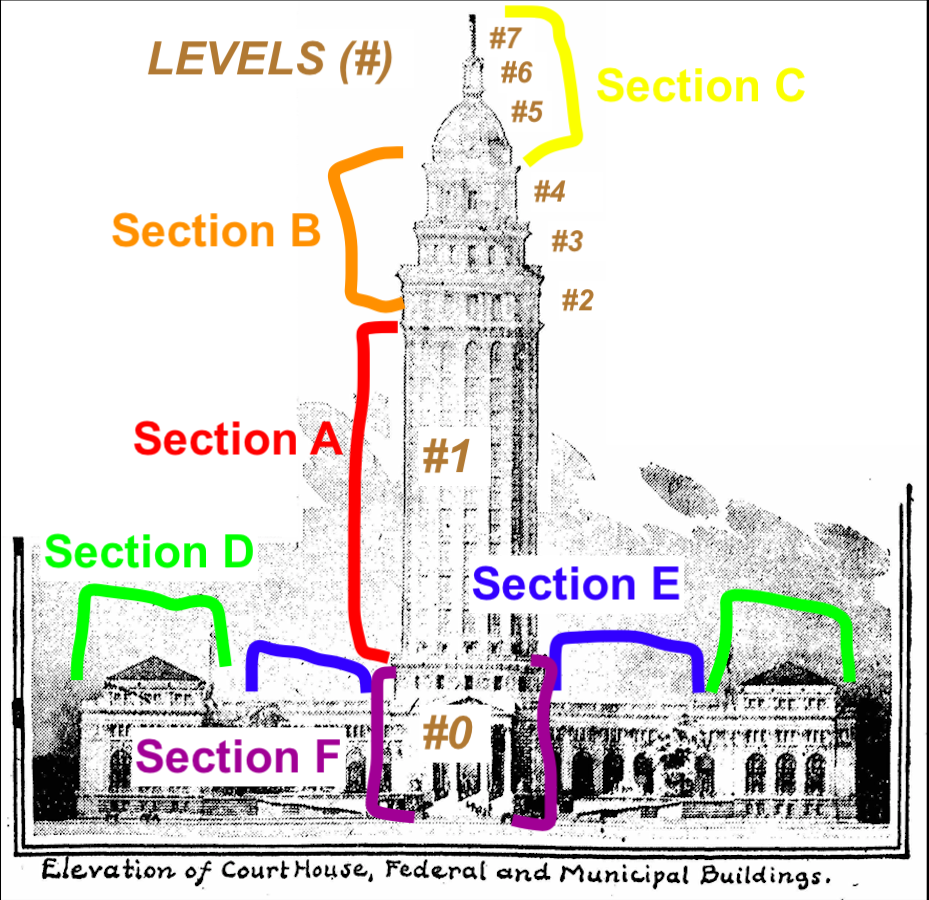 LEVELS (#)
#7
#6
Section C
#5
#4
Section B
#3
#2
Section A
#1
Section D
Section E
#0
Section F
Elevation of Court House, Federal and Municipal Buildings.